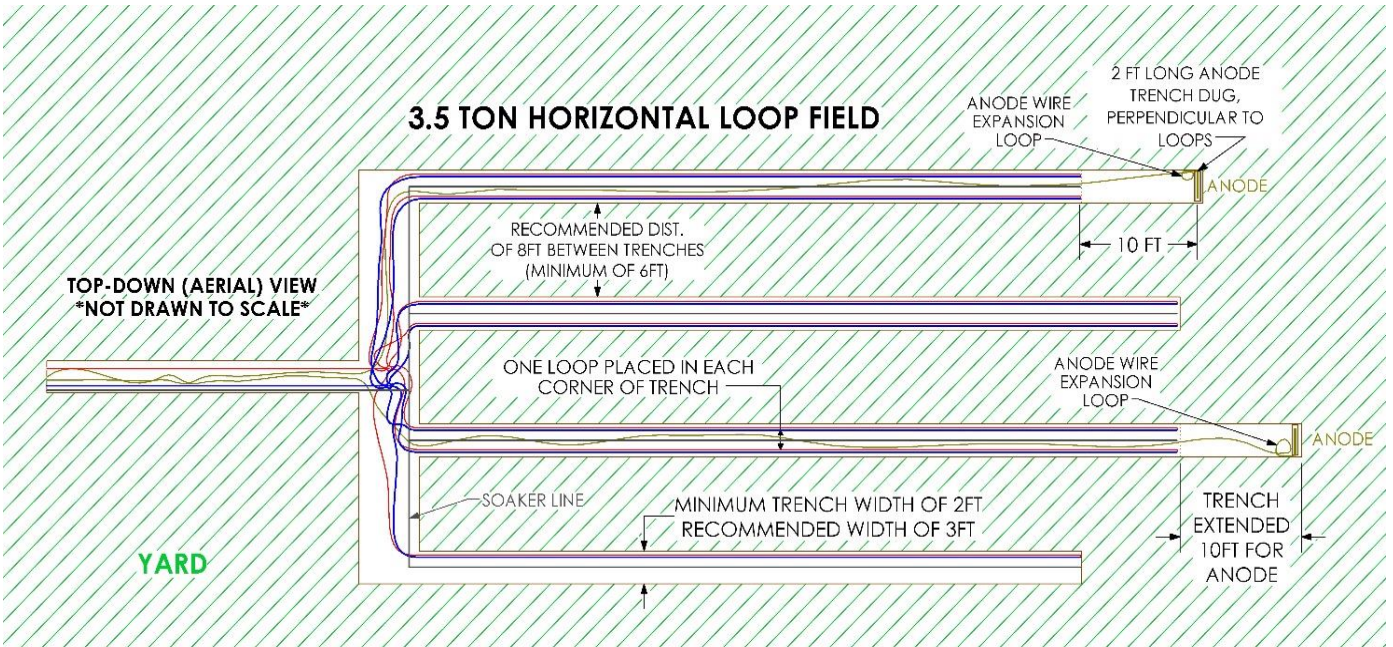 3.5 TON HORIZONTAL LOOP FIELD
ANODE WIRE
EXPANSION
LOOP
2 FT LONG ANODE
TRENCH DUG,
PERPENDICULAR TO
LOOPS
ANODE
10 FT
RECOMMENDED DIST.
OF 8FT BETWEEN TRENCHES
(MINIMUM OF 6FT)
TOP-DOWN (AERIAL) VIEW
*NOT DRAWN TO SCALE*
ONE LOOP PLACED IN EACH
CORNER OF TRENCH
ANODE WIRE
EXPANSION
LOOP
ANODE
SOAKER LINE
MINIMUM TRENCH WIDTH OF 2FT
RECOMMENDED WIDTH OF 3FT
TRENCH
EXTENDED
10FT FOR
ANODE
YARD